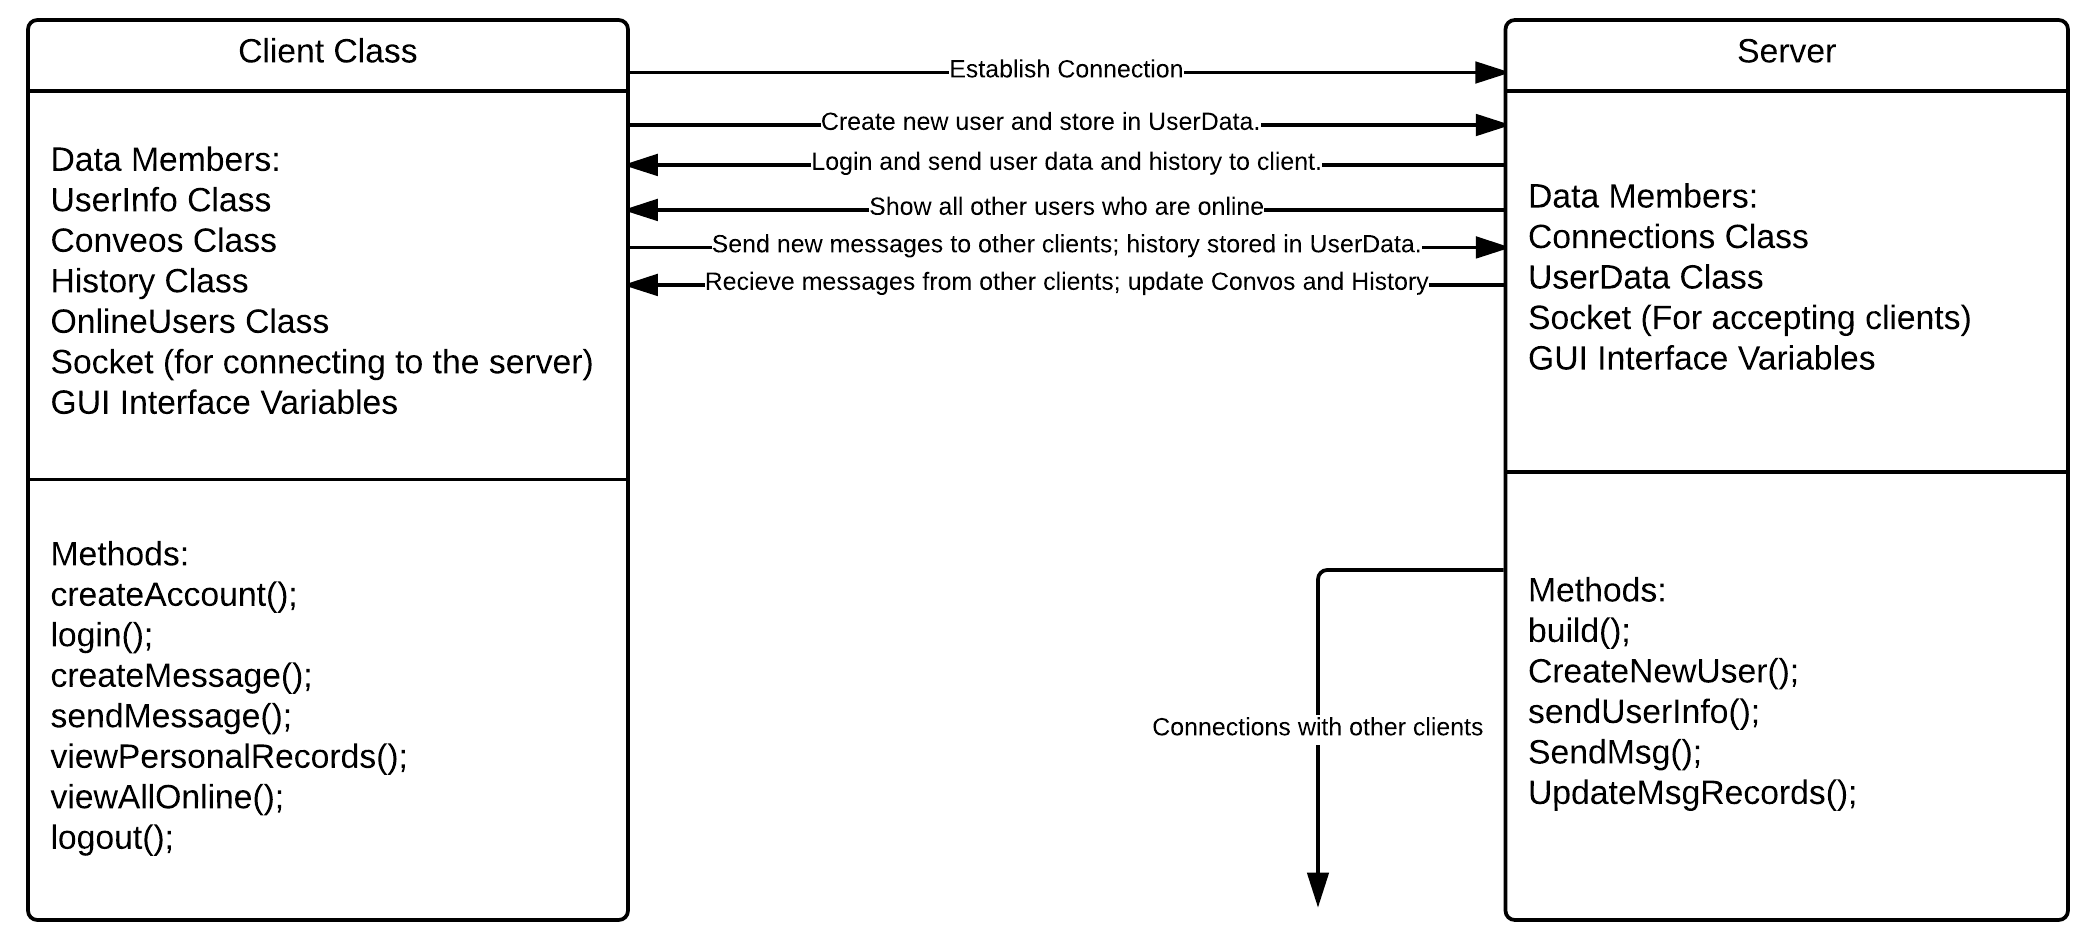 Client Class
Data Members:
UserInfo Class
Conveos Class
History Class
OnlineUsers Class
Socket (for connecting to the server)
GUI Interface Variables
Methods:
createAccount();
login();
createMessage();
sendMessage();
viewPersonalRecords();
viewAllOnline();
logout();
Establish Connection
Create new user and store in UserData.
Login and send user data and history to client.
Show all other users who are online
Send new messages to other clients; history stored in UserData.
Recieve messages from other clients; update Convos and History
Connections with other clients
Server
Data Members:
Connections Class
UserData Class
Socket (For accepting clients)
GUI Interface Variables
Methods:
build();
CreateNewUser();
sendUserInfo();
SendMsg();
UpdateMsgRecords();